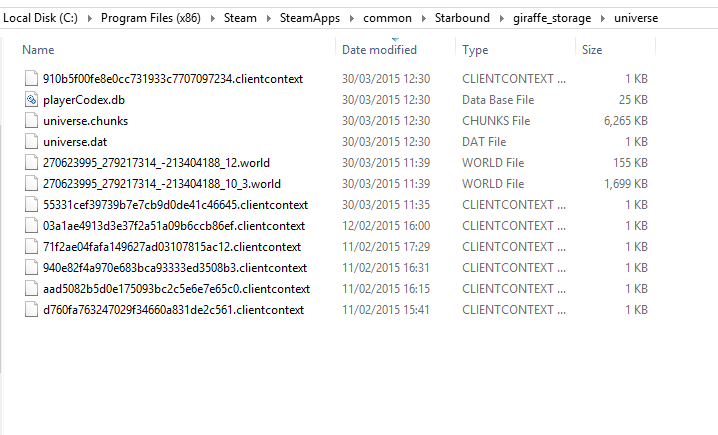 Local Disk (C:) › Program Files (x86) › Steam › SteamApps › common › Starbound › giraffe_storage › universe
Name Date modified Type Size
910b5f00fe8e0cc731933c7707097234.clientcontext 30/03/2015 12:30 CLIENTCONTEXT ... 1 KB
playerCodex.db 30/03/2015 12:30 Data Base File 25 KB
universe.chunks 30/03/2015 12:30 CHUNKS File 6,265 KB
universe.dat 30/03/2015 12:30 DAT File 1 KB
270623995_279217314_-213404188_12.world 30/03/2015 11:39 WORLD File 155 KB
270623995_279217314_-213404188_10_3.world 30/03/2015 11:39 WORLD File 1,699 KB
55331cef39739b7e7cb9d0de41c46645.clientcontext 30/03/2015 11:35 CLIENTCONTEXT ... 1 KB
03a1ae4913d3e37f2a51a09b6ccb86ef.clientcontext 12/02/2015 16:00 CLIENTCONTEXT ... 1 KB
71f2ae04fafa149627ad03107815ac12.clientcontext 11/02/2015 17:29 CLIENTCONTEXT ... 1 KB
940e82f4a970e683bca93333ed3508b3.clientcontext 11/02/2015 16:31 CLIENTCONTEXT ... 1 KB
aad5082b5d0e175093bc2c5e6e7e65c0.clientcontext 11/02/2015 16:15 CLIENTCONTEXT ... 1 KB
d760fa763247029f34660a831de2c561.clientcontext 11/02/2015 15:41 CLIENTCONTEXT ... 1 KB